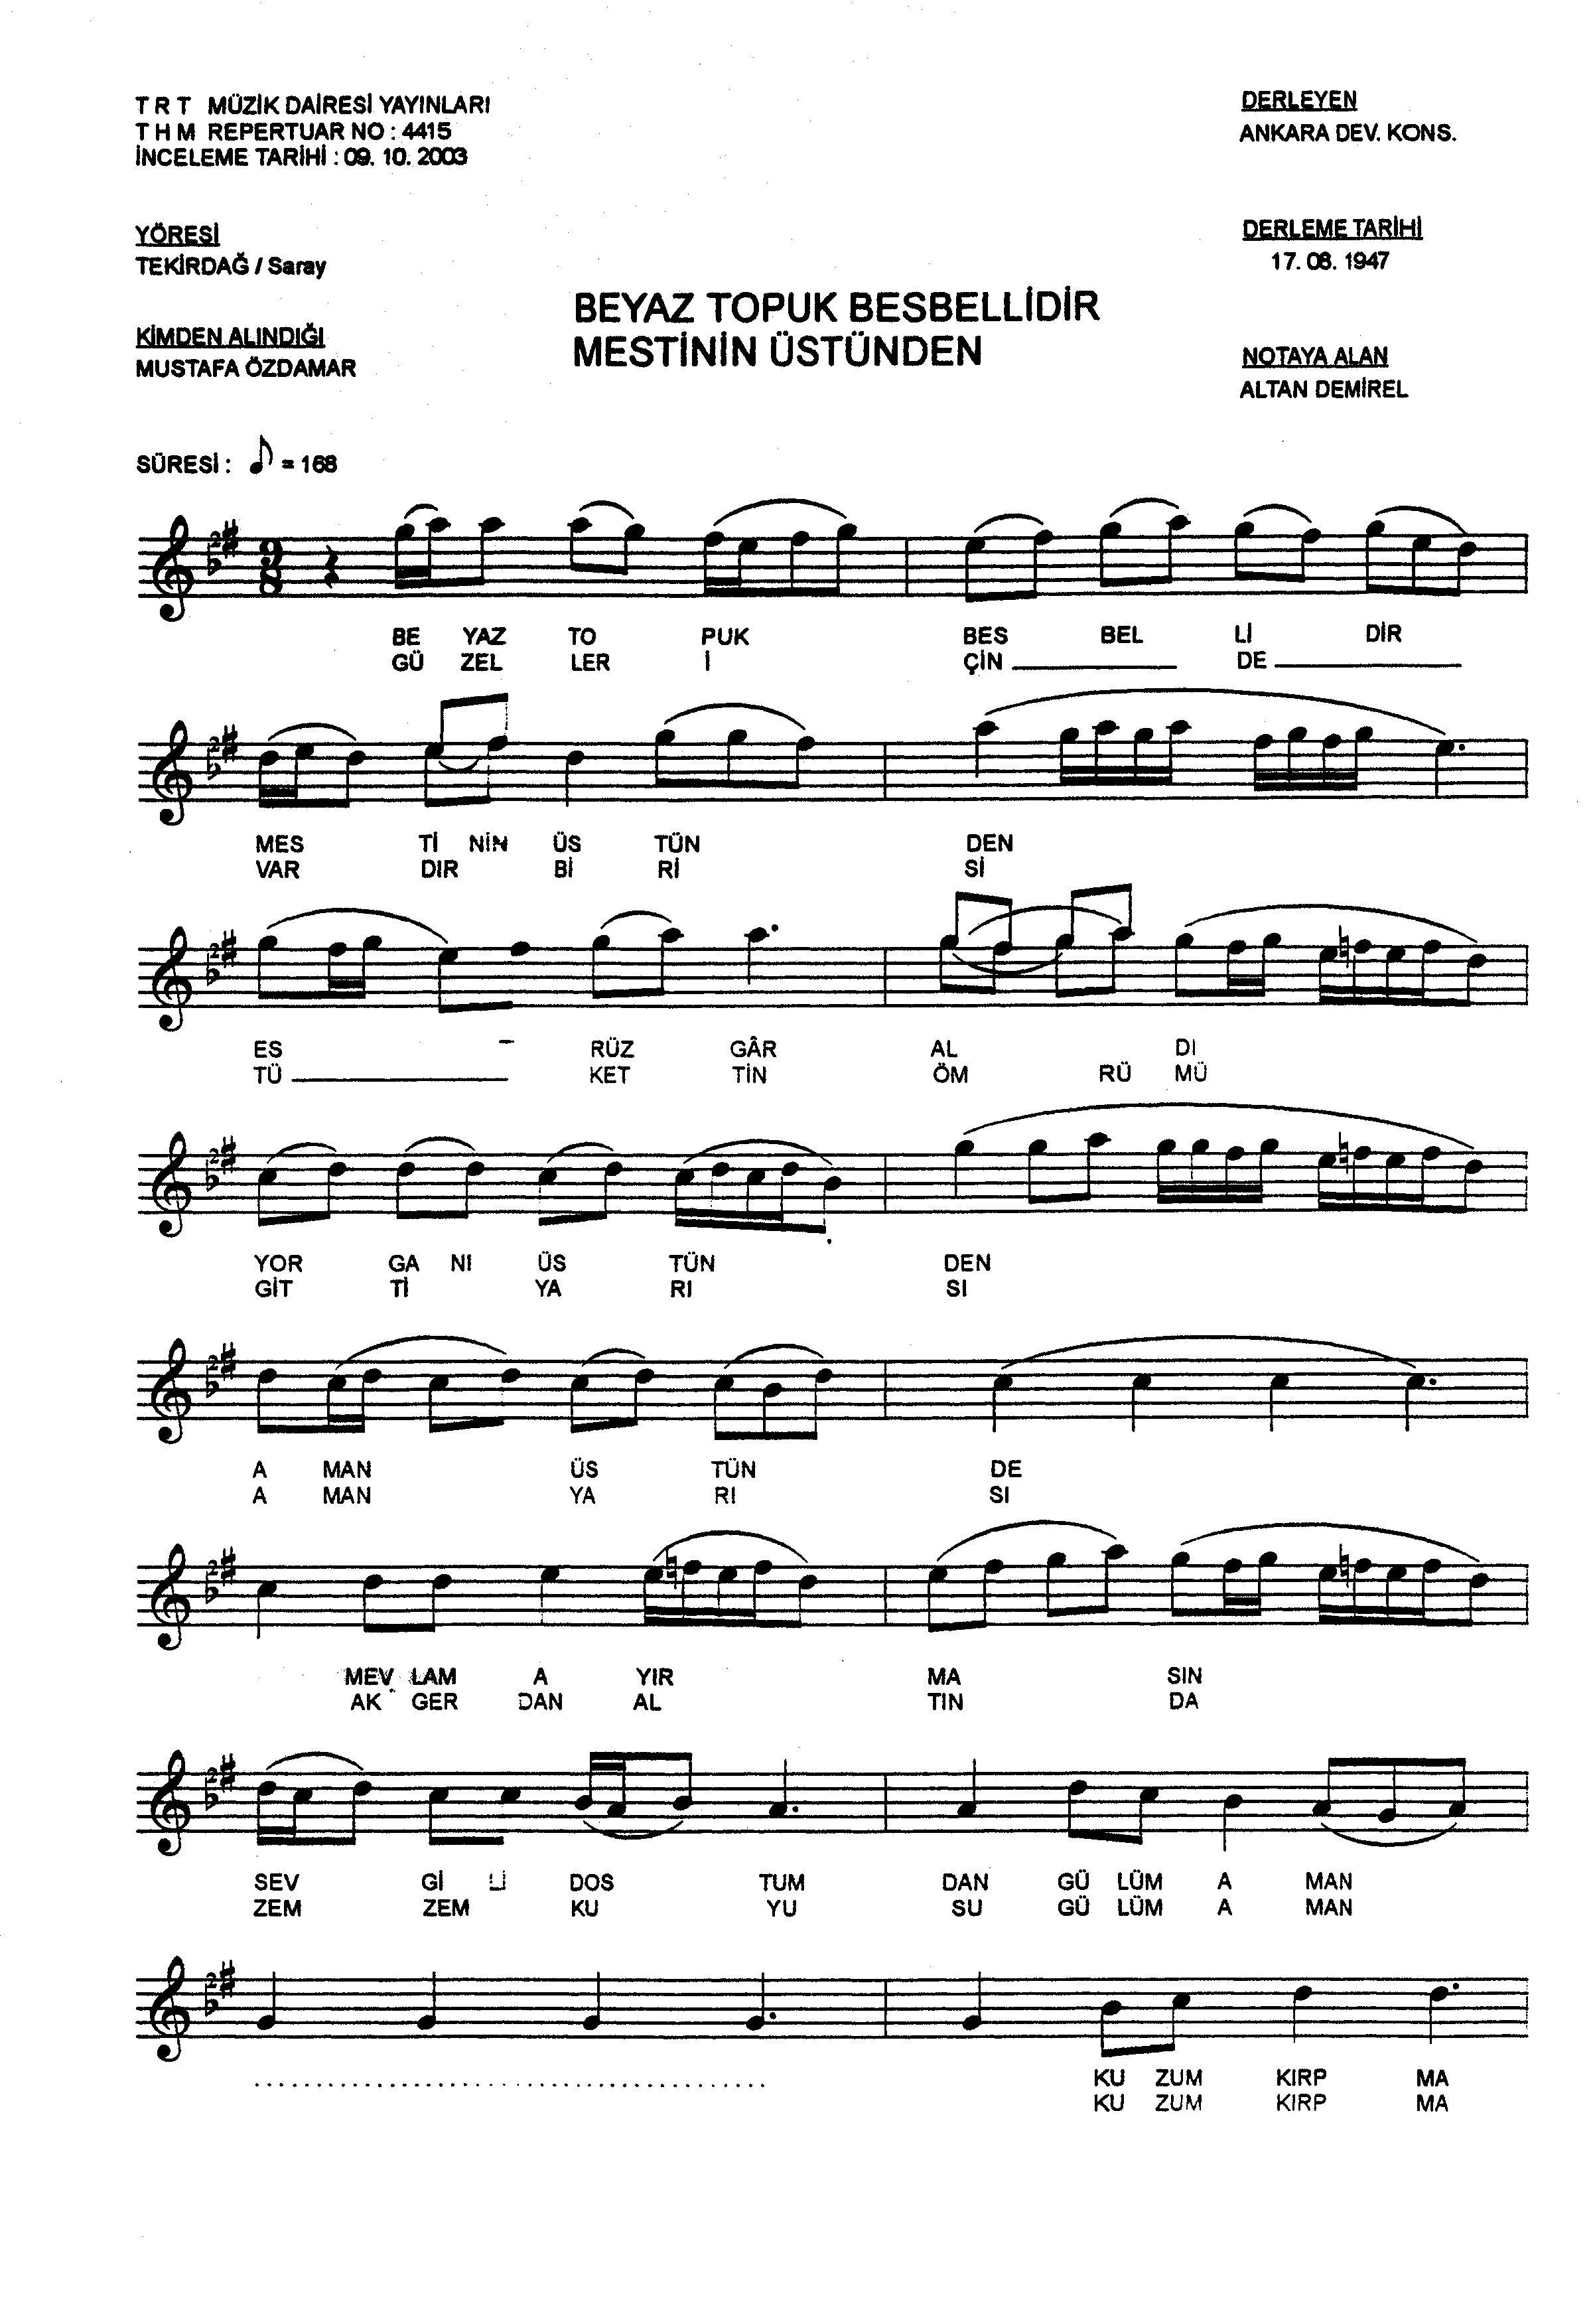 T R T MÜZİK DAİRESİ YAYINLARI
T H M REPERTUAR NO : 4415
İNCELEME TARİHİ : 09. 10. 2003
DERLEYEN
ANKARA DEV. KONS.
YÖRESİ
TEKİRDAĞ / Saray
DERLEME TARİHİ
17. 08. 1947
BEYAZ TOPUK BESBELLİDİR
MESTİNİN ÜSTÜNDEN
KİMDEN ALINDIĞI
MUSTAFA ÖZDAMAR
NOTAYA ALAN
ALTAN DEMİREL
SÜRESİ : ♪ = 168
BE YAZ TO PUK BES BEL Lİ DİR
GÜ ZEL LER İ ÇİN DE
MES Tİ NİN ÜS TÜN DEN
VAR DIR Bİ Rİ Sİ
ES RÜZ GÂR AL DI
TÜ KET TİN ÖM RÜ MÜ
YOR GA NI ÜS TÜN DEN
GİT Tİ YA RI SI
A MAN ÜS TÜN DE
A MAN YA RI SI
MEV LAM A YIR MA SIN
AK GER DAN AL TIN DA
SEV Gİ Lİ DOS TUM DAN GÜ LÜM A MAN
ZEM ZEM KU YU SU GÜ LÜM A MAN
KU ZUM KIRP MA
KU ZUM KIRP MA